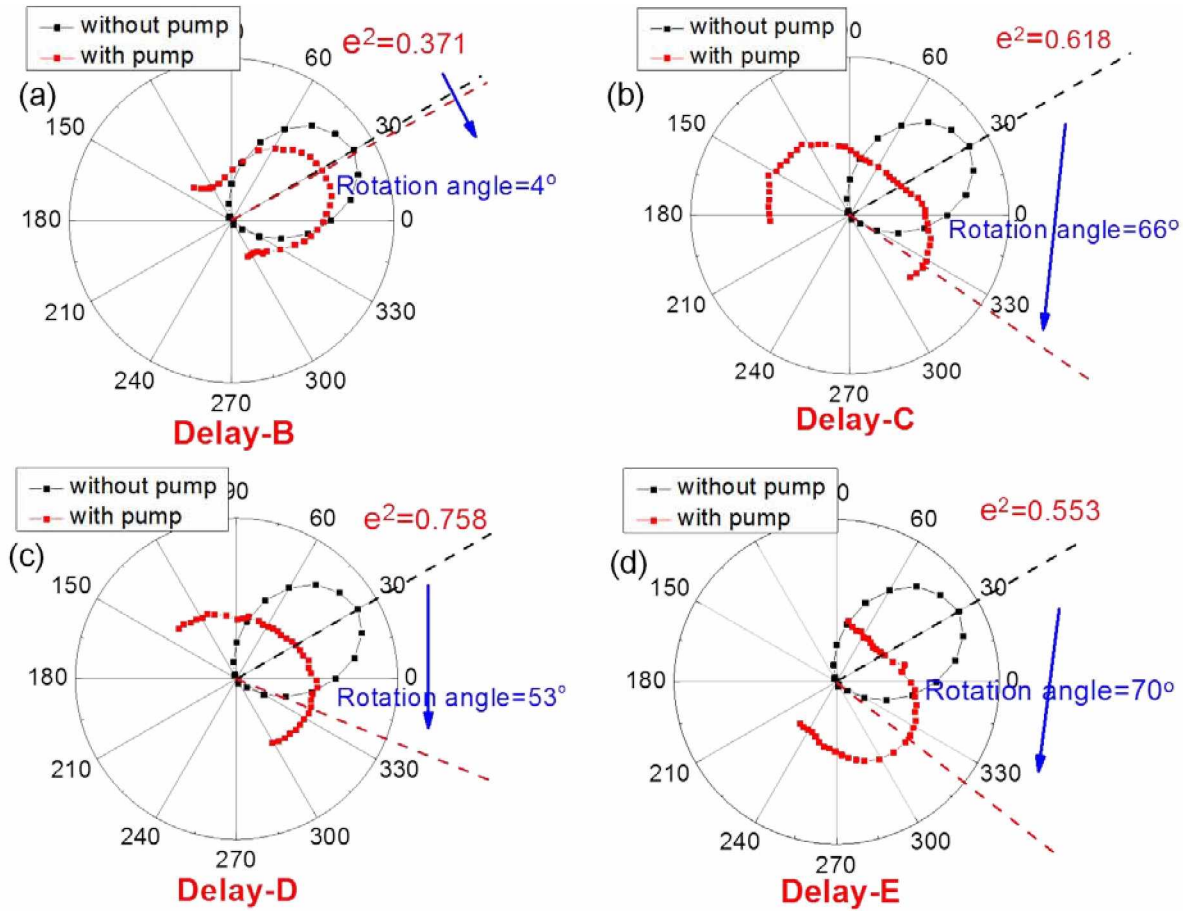 without pump
with pump
e²=0.371
(a)
0
60
150
30
Rotation angle=4°
180
0
210
330
240
300
270
Delay-B
without pump
with pump
e²=0.618
(b)
0
60
150
30
180
0
Rotation angle=66°
210
330
240
300
270
Delay-C
without pump
with pump
90
e²=0.758
(c)
60
150
30
180
0
Rotation angle=53°
210
330
240
300
270
Delay-D
without pump
with pump
0
e²=0.553
(d)
60
150
30
180
0
Rotation angle=70°
210
330
240
300
270
Delay-E